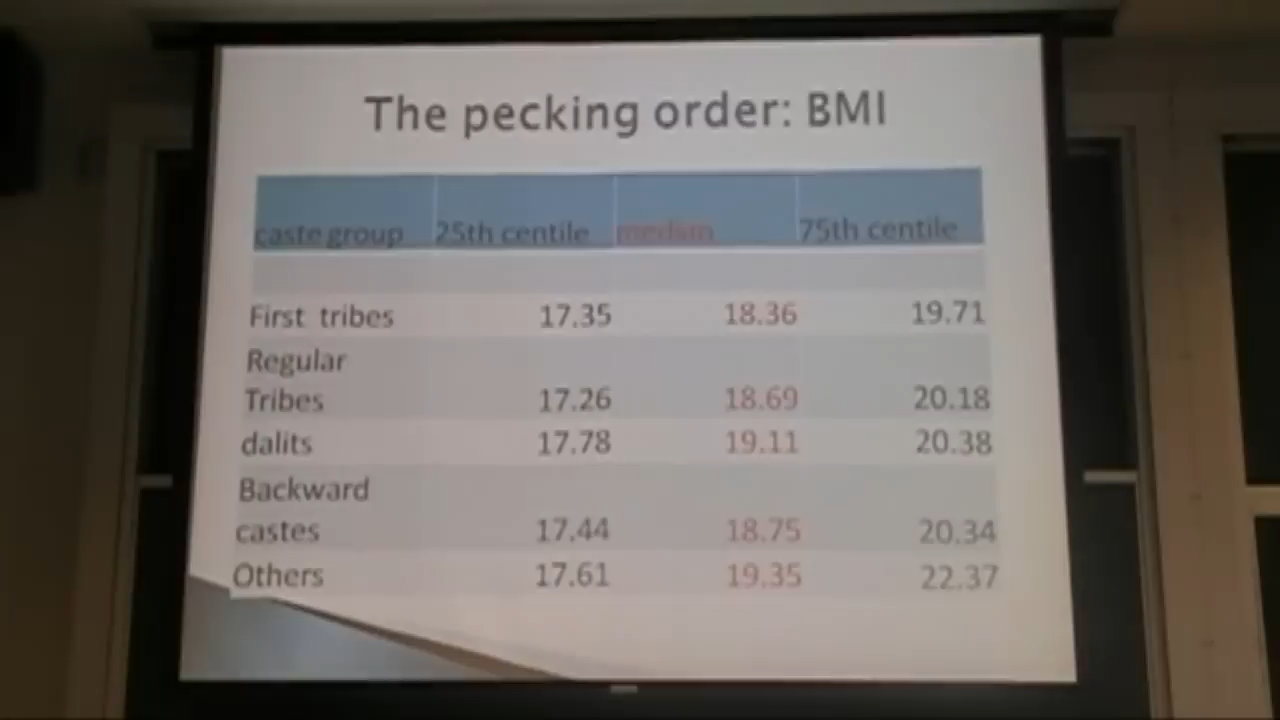 The pecking order: BMI
caste group 25th centile median 75th centile
First tribes 17.35 18.36 19.71
Regular
Tribes 17.26 18.69 20.18
dalits 17.78 19.11 20.38
Backward
castes 17.44 18.75 20.34
Others 17.61 19.35 22.37